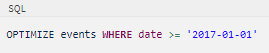 SQL
OPTIMIZE events WHERE date >= '2017-01-01'